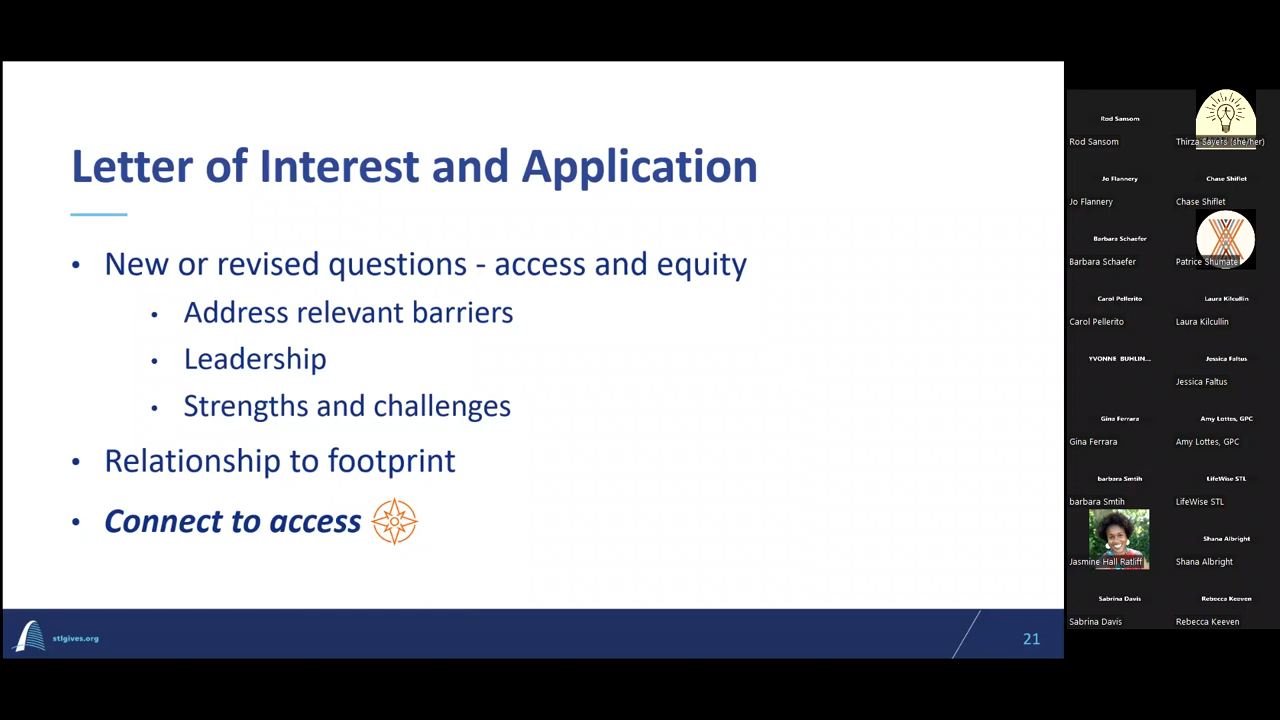 Letter of Interest and Application
• New or revised questions - access and equity
• Address relevant barriers
• Leadership
• Strengths and challenges
• Relationship to footprint
• Connect to access
stlgives.org
21
Rod Sansom
Rod Sansom
Thirza Sayers (she/her)
Jo Flannery
Jo Flannery
Chase Shiflet
Chase Shiflet
Barbara Schaefer
Barbara Schaefer
Patrice Shumate
Carol Pellerito
Carol Pellerito
Laura Kilcullin
Laura Kilcullin
YVONNE BUHLIN...
Jessica Faltus
Jessica Faltus
Gina Ferrara
Gina Ferrara
Amy Lottes, GPC
Amy Lottes, GPC
barbara Smtih
barbara Smtih
LifeWise STL
LifeWise STL
Jasmine Hall Ratliff
Shana Albright
Shana Albright
Sabrina Davis
Sabrina Davis
Rebecca Keeven
Rebecca Keeven